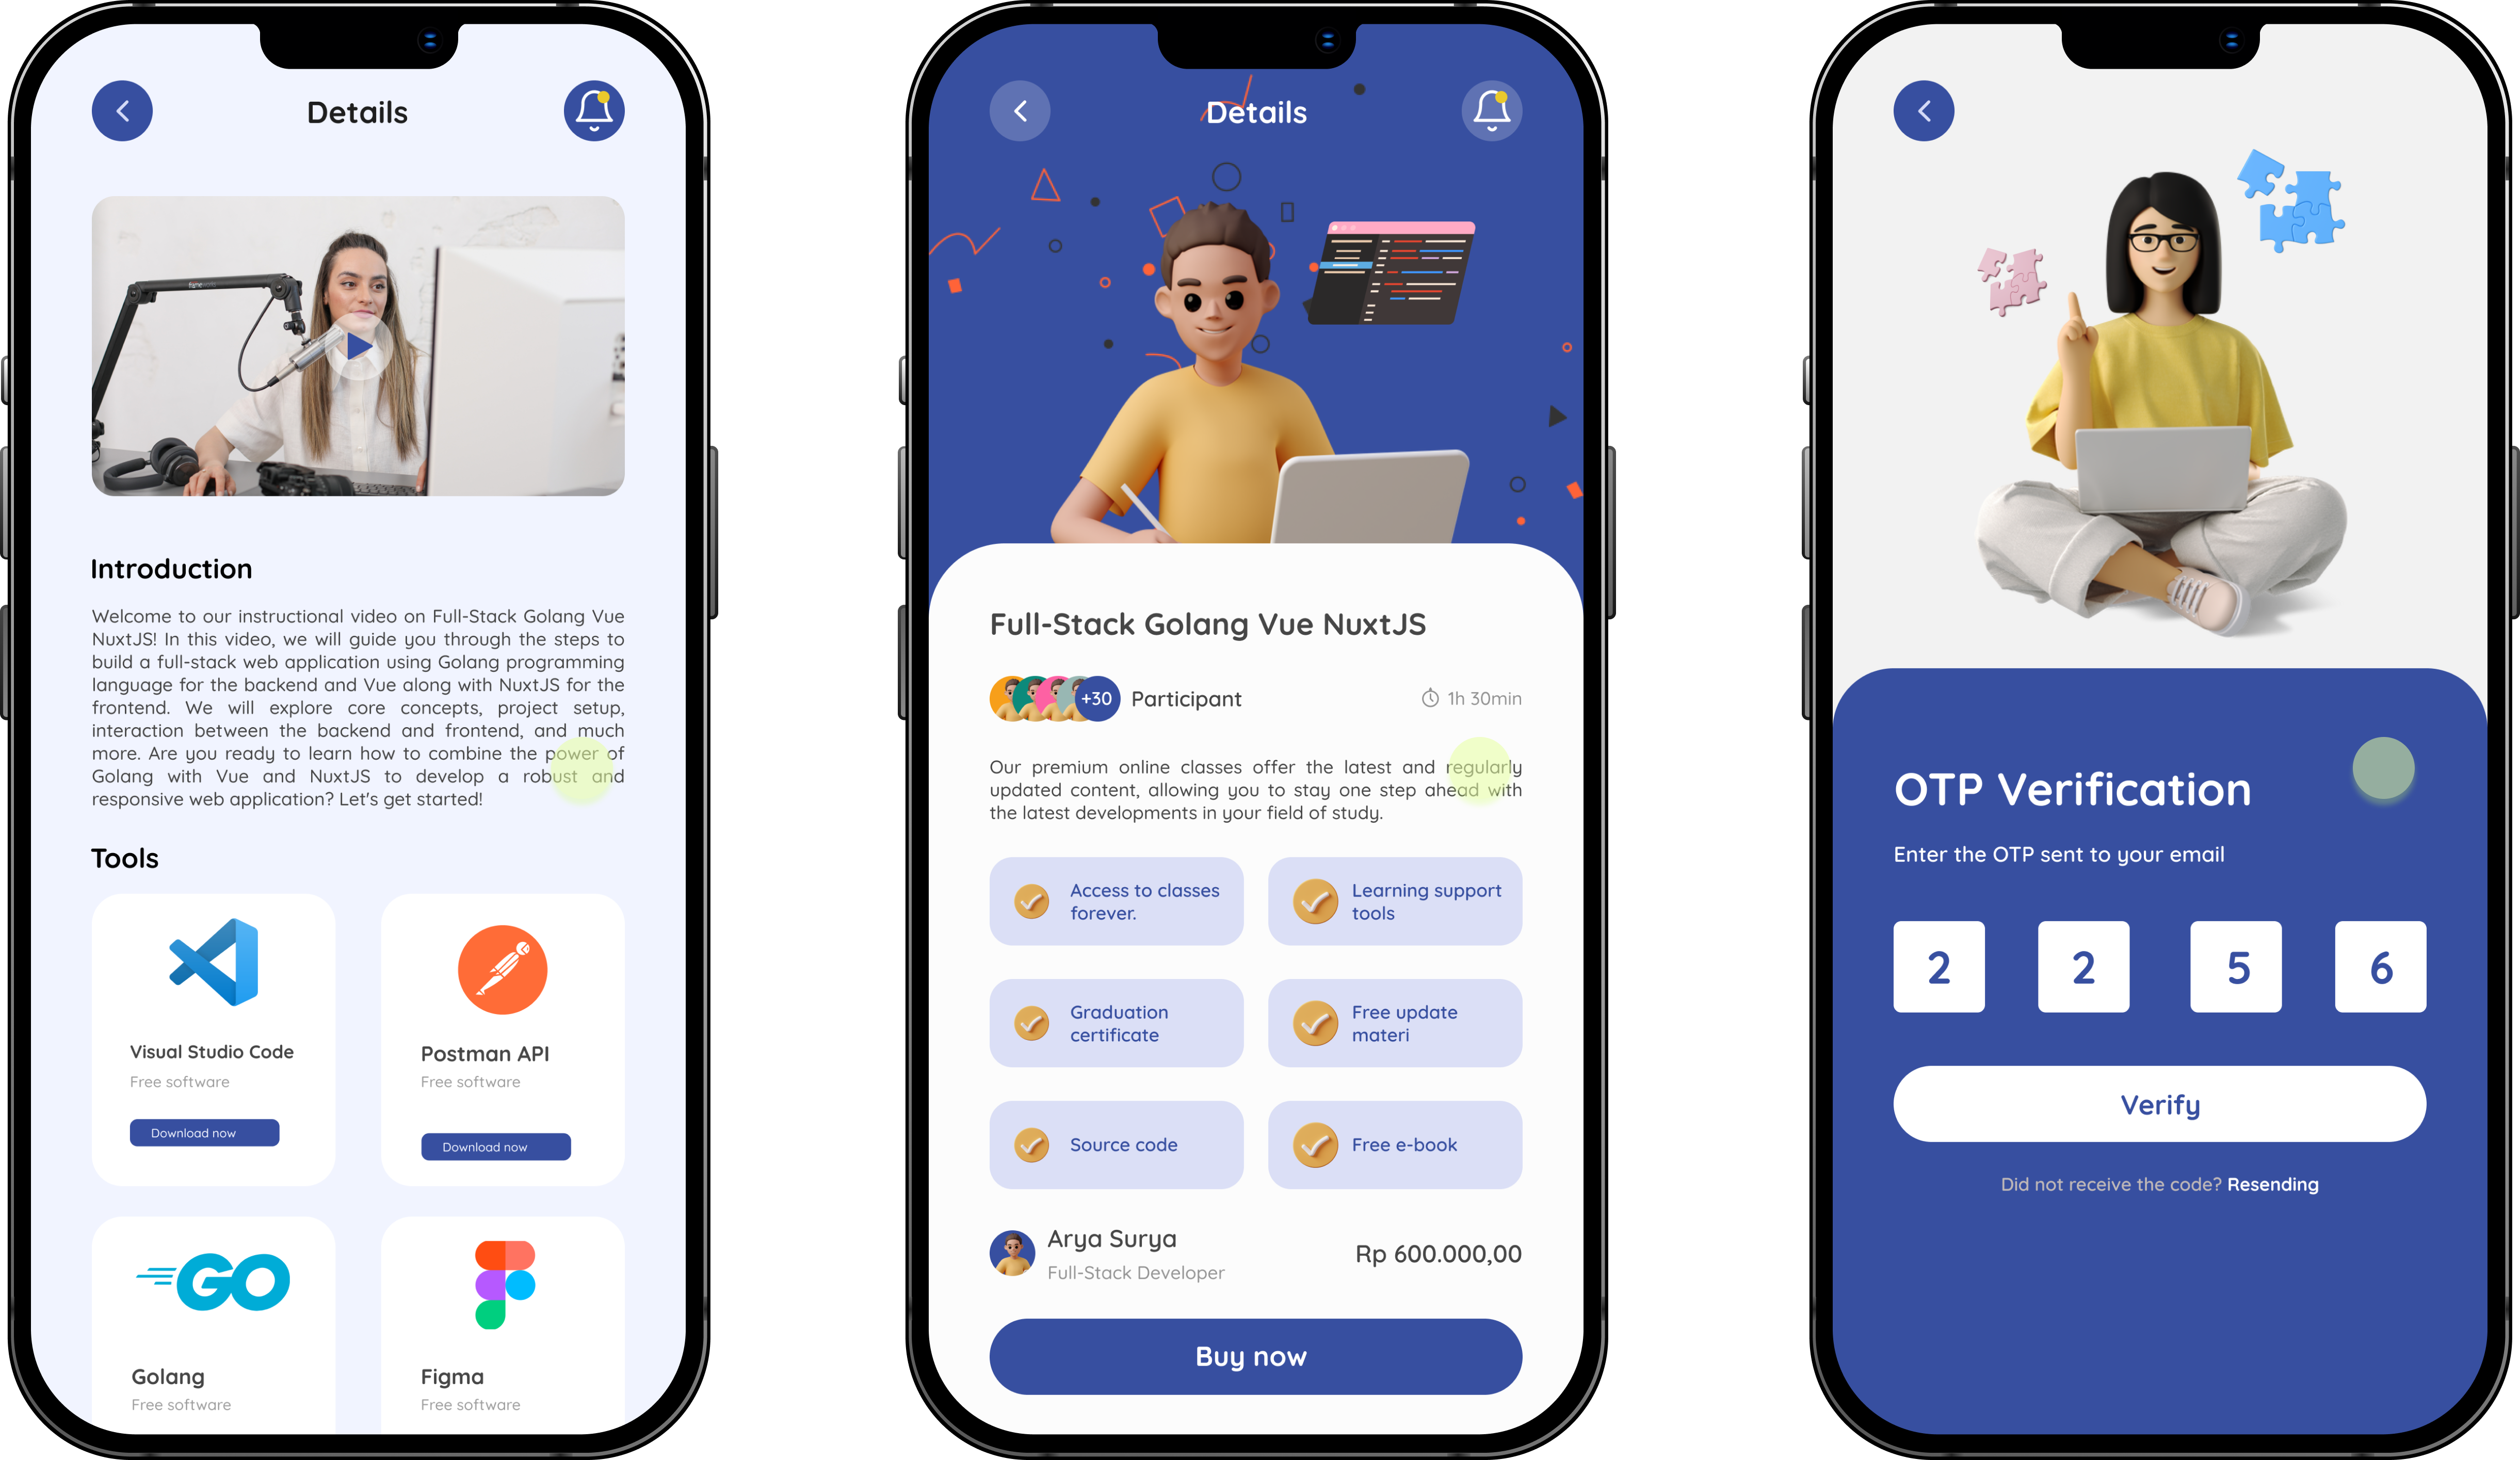 Details
Introduction
Welcome to our instructional video on Full-Stack Golang Vue
NuxtJS! In this video, we will guide you through the steps to
build a full-stack web application using Golang programming
language for the backend and Vue along with NuxtJS for the
frontend. We will explore core concepts, project setup,
interaction between the backend and frontend, and much
more. Are you ready to learn how to combine the power of
Golang with Vue and NuxtJS to develop a robust and
responsive web application? Let's get started!
Tools
Visual Studio Code
Free software
Download now
Postman API
Free software
Download now
GO
Golang
Free software
Figma
Free software
Details
Full-Stack Golang Vue NuxtJS
+30 Participant
1h 30min
Our premium online classes offer the latest and regularly
updated content, allowing you to stay one step ahead with
the latest developments in your field of study.
Access to classes
forever.
Learning support
tools
Graduation
certificate
Free update
materi
Source code
Free e-book
Arya Surya
Full-Stack Developer
Rp 600.000,00
Buy now
OTP Verification
Enter the OTP sent to your email
2 2 5 6
Verify
Did not receive the code? Resending